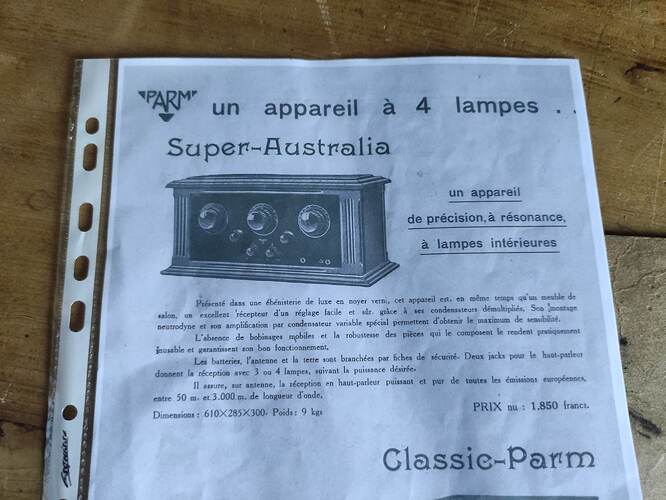 PARM
un appareil à 4 lampes . .
Super-Australia
un appareil
de précision, à résonance,
à lampes intérieures
Présenté dans une ébénisterie de luxe en noyer verni, cet appareil est, en même temps qu'un meuble de
salon, un excellent récepteur d'un réglage facile et sûr, grâce à ses condensateurs démultipliés. Son montage
neutrodyne et son amplification par condensateur variable spécial permettent d'obtenir le maximum de sensibilité.
L'absence de bobinages mobiles et la robustesse des pièces qui le composent le rendent pratiquement
inusable et garantissent son bon fonctionnement.
Les batteries, l'antenne et la terre sont branchées par fiches de sécurité. Deux jacks pour le haut-parleur
donnent la réception avec 3 ou 4 lampes, suivant la puissance désirée.
Il assure, sur antenne, la réception en haut-parleur puissant et pur de toutes les émissions européennes,
entre 50 m. et 3.000 m. de longueur d'onde.
Dimensions : 610×285×300. Poids : 9 kgs
PRIX nu : 1.850 francs.
Classic-Parm